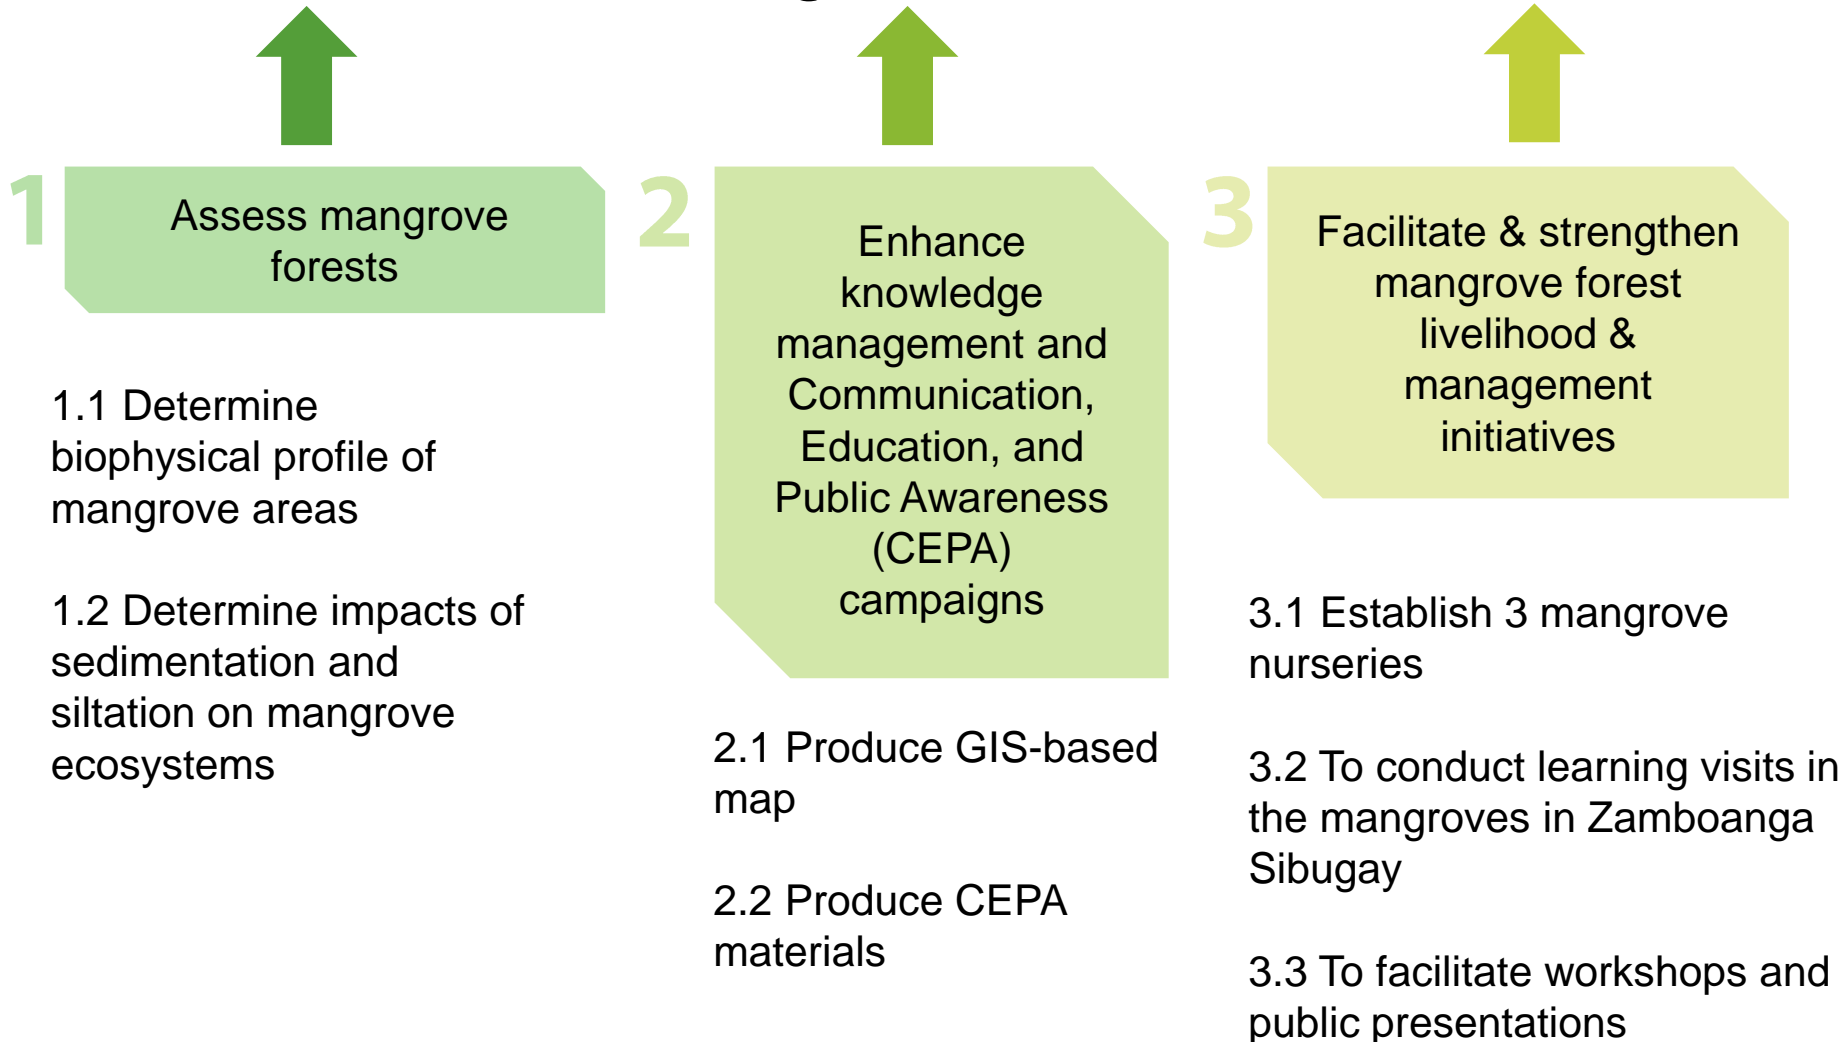 1
Assess mangrove
forests
1.1 Determine
biophysical profile of
mangrove areas
1.2 Determine impacts of
sedimentation and
siltation on mangrove
ecosystems
2
Enhance
knowledge
management and
Communication,
Education, and
Public Awareness
(CEPA)
campaigns
2.1 Produce GIS-based
map
2.2 Produce CEPA
materials
3
Facilitate & strengthen
mangrove forest
livelihood &
management
initiatives
3.1 Establish 3 mangrove
nurseries
3.2 To conduct learning visits in
the mangroves in Zamboanga
Sibugay
3.3 To facilitate workshops and
public presentations